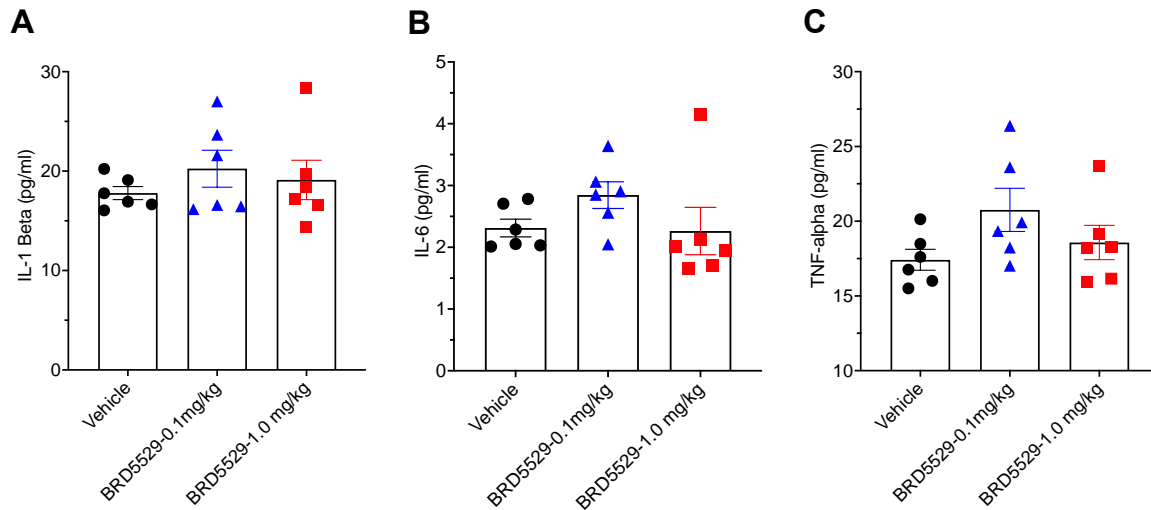 A
IL-1 Beta (pg/ml)
30
20
10
0
Vehicle
BRD5529-0.1mg/kg
BRD5529-1.0 mg/kg
B
IL-6 (pg/ml)
5
4
3
2
1
0
Vehicle
BRD5529-0.1mg/kg
BRD5529-1.0 mg/kg
C
TNF-alpha (pg/ml)
30
25
20
15
10
Vehicle
BRD5529-0.1mg/kg
BRD5529-1.0 mg/kg